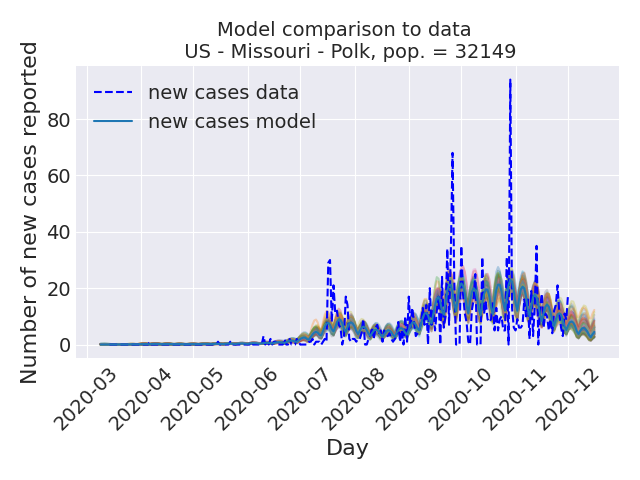 Model comparison to data
US - Missouri - Polk, pop. = 32149
Number of new cases reported
new cases data
new cases model
80
60
40
20
0
2020-03
2020-04
2020-05
2020-06
2020-07
2020-08
2020-09
2020-10
2020-11
2020-12
Day